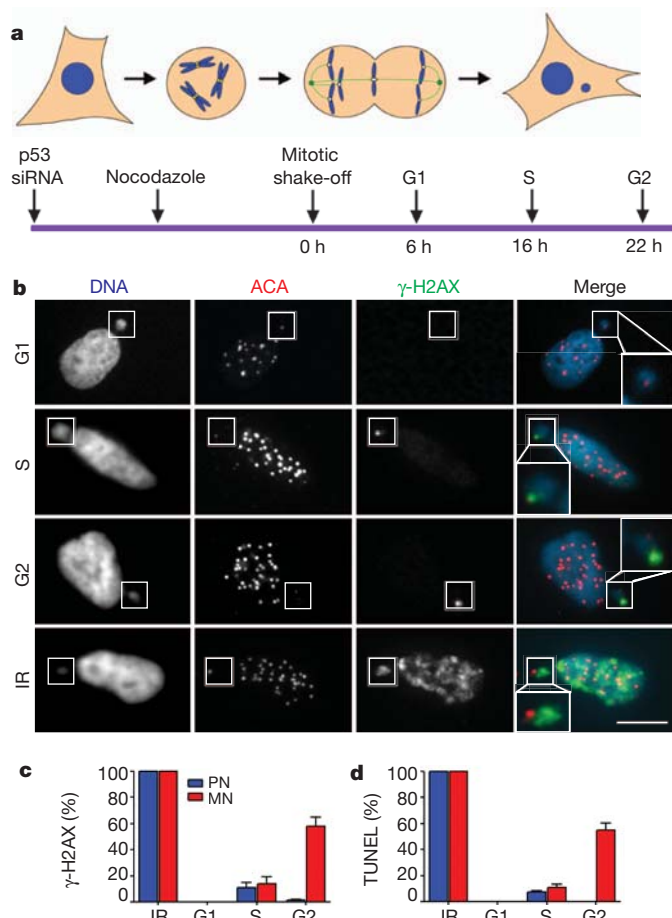 a
p53 siRNA
Nocodazole
Mitotic shake-off
G1
S
G2
0 h
6 h
16 h
22 h
b
DNA
ACA
γ-H2AX
Merge
G1
S
G2
IR
c
γ-H2AX (%)
100
80
60
40
20
0
PN
MN
IR
G1
S
G2
d
TUNEL (%)
100
80
60
40
20
0
IR
G1
S
G2